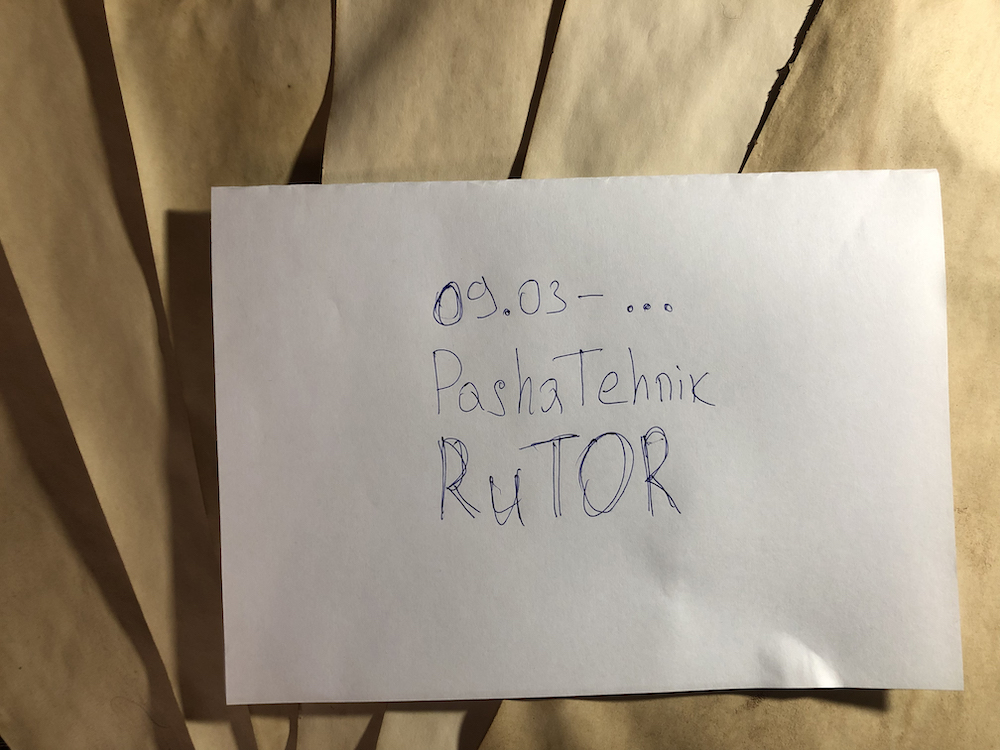 09.03- ...
PashaTehnik
RuTOR